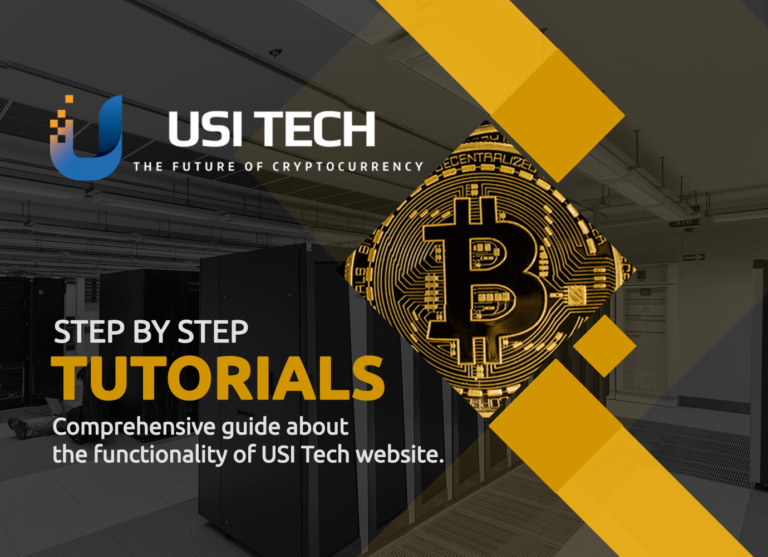 USI TECH
THE FUTURE OF CRYPTOCURRENCY
DECENTRALIZED
STEP BY STEP
TUTORIALS
Comprehensive guide about
the functionality of USI Tech website.